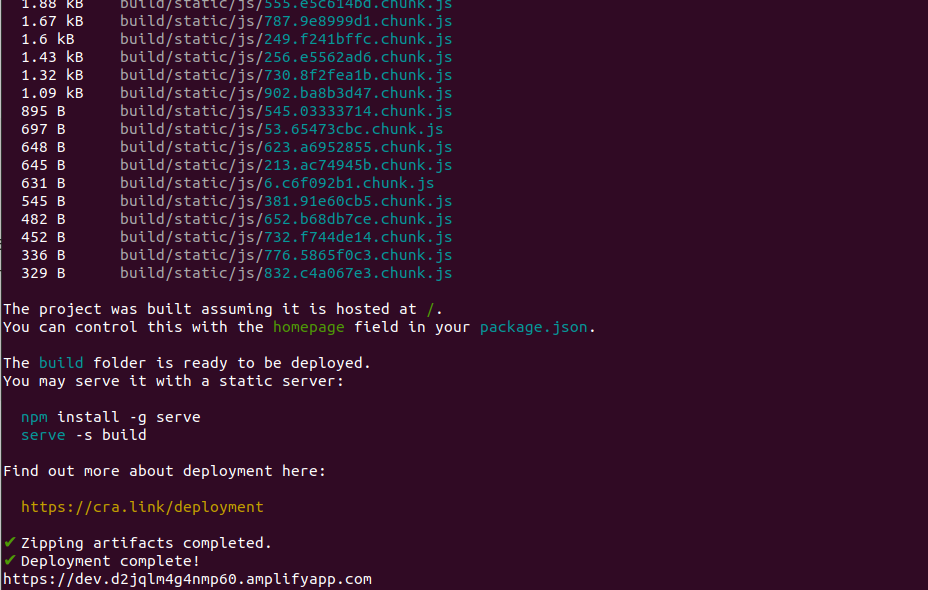 1.88 kB build/static/js/555.e5c614bd.chunk.js
1.67 kB build/static/js/787.9e8999d1.chunk.js
1.6 kB build/static/js/249.f241bffc.chunk.js
1.43 kB build/static/js/256.e5562ad6.chunk.js
1.32 kB build/static/js/730.8f2fea1b.chunk.js
1.09 kB build/static/js/902.ba8b3d47.chunk.js
895 B build/static/js/545.03333714.chunk.js
697 B build/static/js/53.65473cbc.chunk.js
648 B build/static/js/623.a6952855.chunk.js
645 B build/static/js/213.ac74945b.chunk.js
631 B build/static/js/6.c6f092b1.chunk.js
545 B build/static/js/381.91e60cb5.chunk.js
482 B build/static/js/652.b68db7ce.chunk.js
452 B build/static/js/732.f744de14.chunk.js
336 B build/static/js/776.5865f0c3.chunk.js
329 B build/static/js/832.c4a067e3.chunk.js
The project was built assuming it is hosted at /.
You can control this with the homepage field in your package.json.
The build folder is ready to be deployed.
You may serve it with a static server:
npm install -g serve
serve -s build
Find out more about deployment here:
https://cra.link/deployment
✔ Zipping artifacts completed.
✔ Deployment complete!
https://dev.d2jqlm4g4nmp60.amplifyapp.com